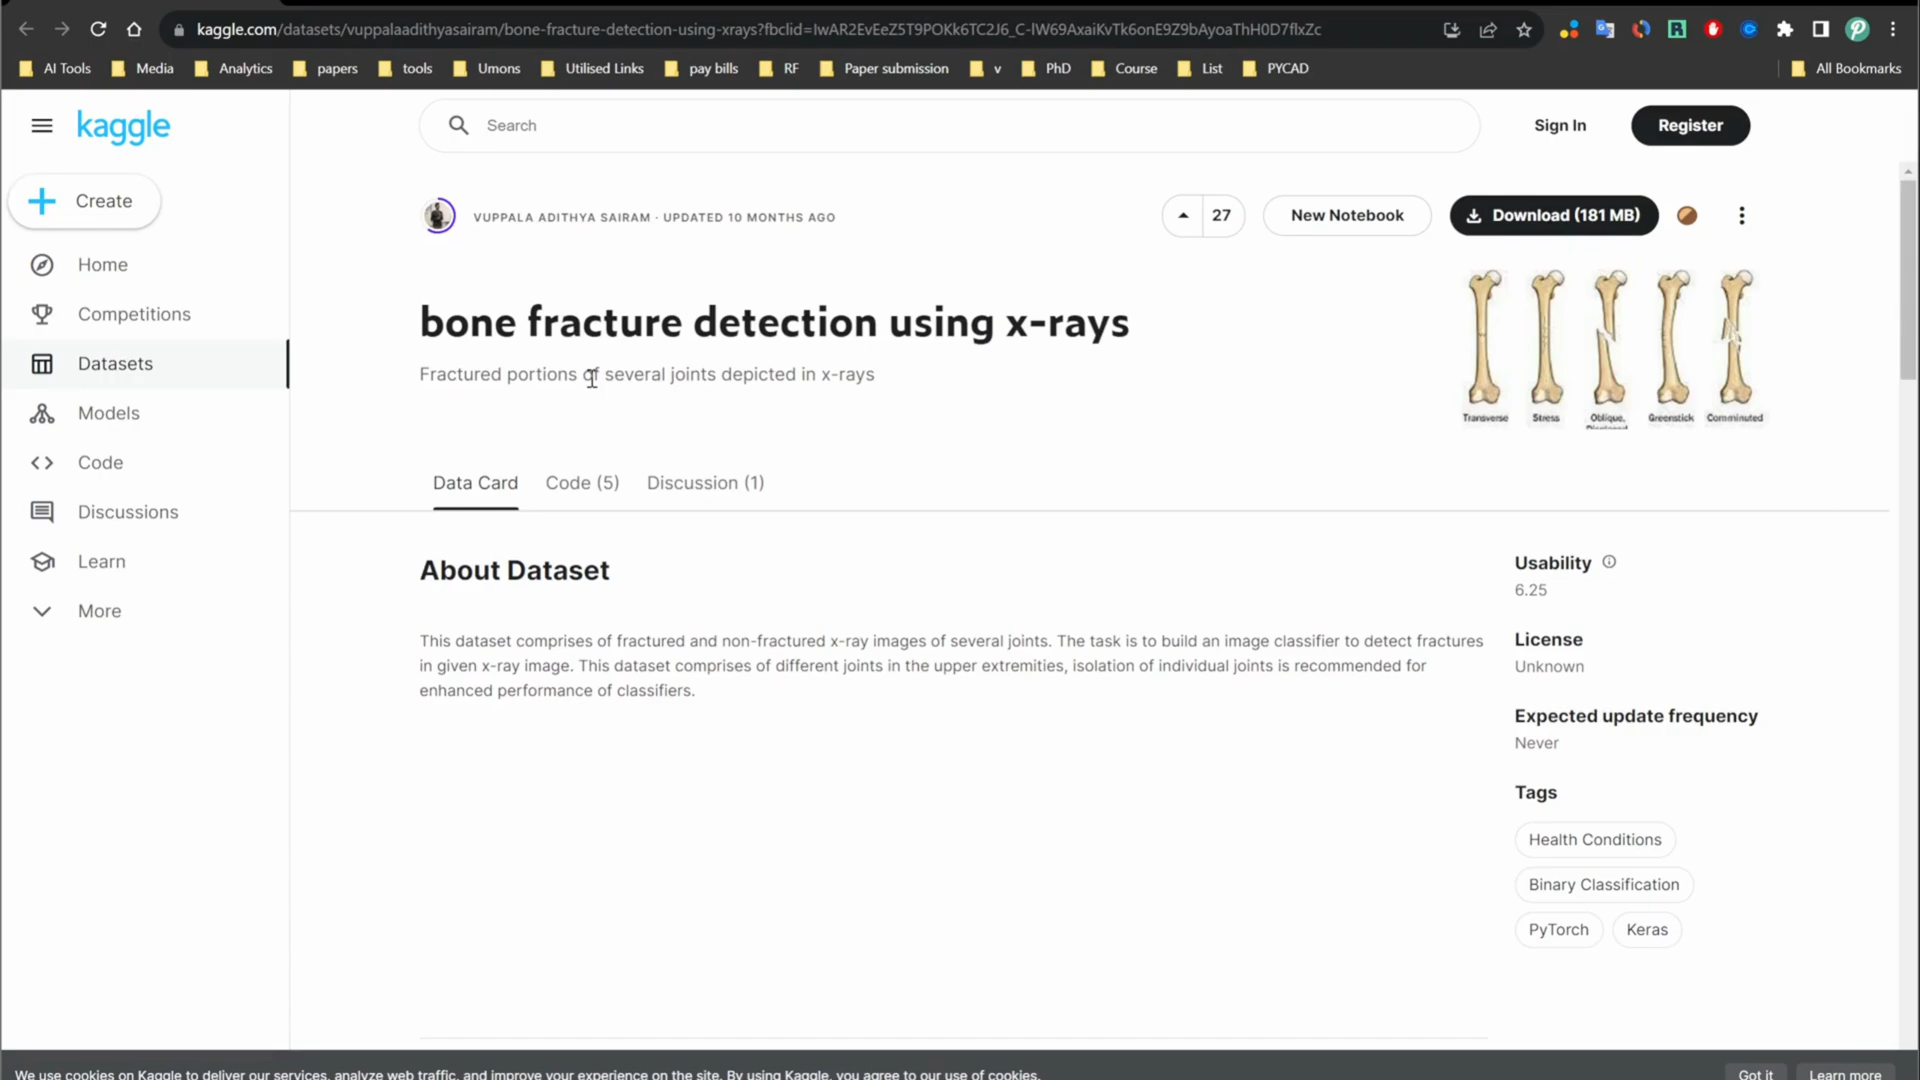 kaggle.com/datasets/vuppalaadithyasairam/bone-fracture-detection-using-xrays?fbclid=IwAR2EvEeZ5T9POKk6TC2J6_C-lW69AxaiKvTk6onE9Z9bAyoaThH0D7flxZc
AI Tools Media Analytics papers tools Umons Utilised Links pay bills RF Paper submission v PhD Course List PYCAD All Bookmarks
kaggle
Search
Sign In
Register
Create
Home
Competitions
Datasets
Models
Code
Discussions
Learn
More
VUPPALA ADITHYA SAIRAM · UPDATED 10 MONTHS AGO
27
New Notebook
Download (181 MB)
bone fracture detection using x-rays
Fractured portions of several joints depicted in x-rays
Transverse Stress Oblique, Greenstick Comminuted
Data Card Code (5) Discussion (1)
About Dataset
This dataset comprises of fractured and non-fractured x-ray images of several joints. The task is to build an image classifier to detect fractures
in given x-ray image. This dataset comprises of different joints in the upper extremities, isolation of individual joints is recommended for
enhanced performance of classifiers.
Usability
6.25
License
Unknown
Expected update frequency
Never
Tags
Health Conditions
Binary Classification
PyTorch Keras
We use cookies on Kaggle to deliver our services, analyze web traffic, and improve your experience on the site. By using Kaggle, you agree to our use of cookies.
Got it Learn more